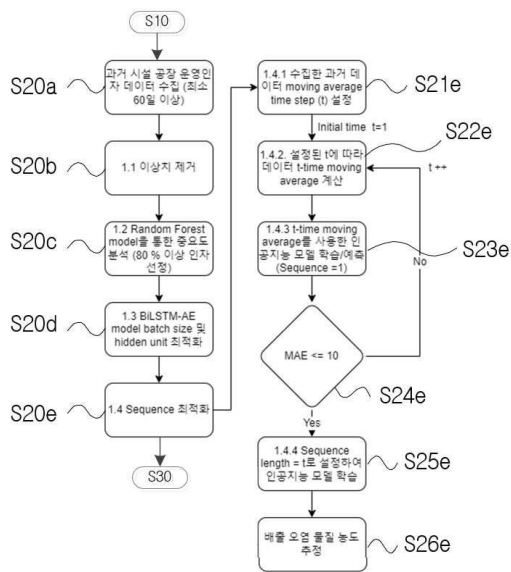 S10
과거 시설 공장 운영인
자 데이터 수집 (최소
60일 이상)
S20a
1.1 이상치 제거
S20b
1.2 Random Forest
model를 통한 중요도
분석 (80 % 이상 인자
선정)
S20c
1.3 BiLSTM-AE
model batch size 및
hidden unit 최적화
S20d
1.4 Sequence 최적화
S20e
S30
1.4.1 수집한 과거 데
이터 moving average
time step (t) 설정
S21e
Initial time t=1
1.4.2. 설정된 t에 따라
데이터 t-time moving
average 계산
S22e
t ++
1.4.3 t-time moving
average를 사용한 인
공지능 모델 학습/예측
(Sequence =1)
S23e
No
MAE <= 10
S24e
Yes
1.4.4 Sequence
length = t로 설정하여
인공지능 모델 학습
S25e
배출 오염 물질 농도
추정
S26e